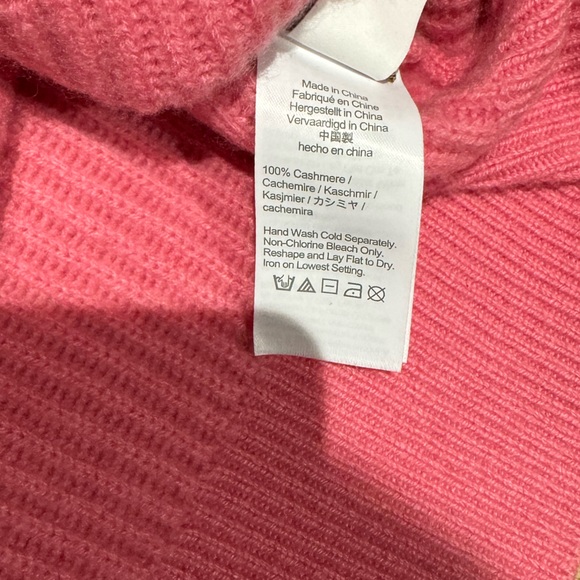 Made in China
Fabriqué en Chine
Hergestellt in China
Vervaardigd in China
中国製
hecho en china
100% Cashmere /
Cachemire / Kaschmir /
Kasjmier / カシミヤ /
cachemira
Hand Wash Cold Separately.
Non-Chlorine Bleach Only.
Reshape and Lay Flat to Dry.
Iron on Lowest Setting.